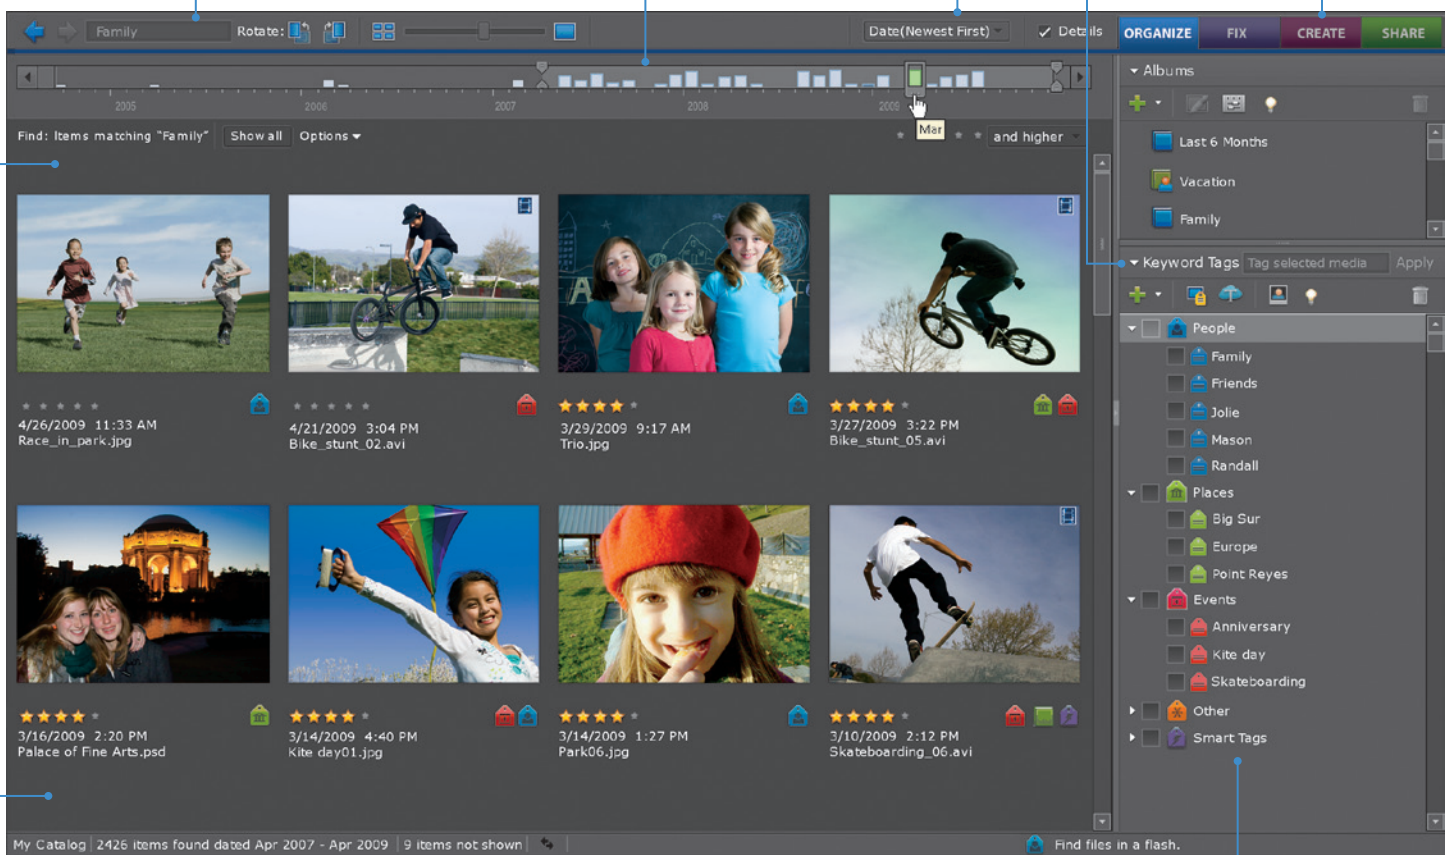 Family
Rotate:
Date(Newest First)
Details
ORGANIZE
FIX
CREATE
SHARE
2005
2006
2007
2008
2009
Mar
Find: Items matching "Family"
Show all
Options
and higher
4/26/2009 11:33 AM
Race_in_park.jpg
4/21/2009 3:04 PM
Bike_stunt_02.avi
3/29/2009 9:17 AM
Trio.jpg
3/27/2009 3:22 PM
Bike_stunt_05.avi
3/16/2009 2:20 PM
Palace of Fine Arts.psd
3/14/2009 4:40 PM
Kite day01.jpg
3/14/2009 1:27 PM
Park06.jpg
3/10/2009 2:12 PM
Skateboarding_06.avi
Albums
Last 6 Months
Vacation
Family
Keyword Tags
Tag selected media
Apply
People
Family
Friends
Jolie
Mason
Randall
Places
Big Sur
Europe
Point Reyes
Events
Anniversary
Kite day
Skateboarding
Other
Smart Tags
My Catalog
2426 items found dated Apr 2007 - Apr 2009
9 items not shown
Find files in a flash.